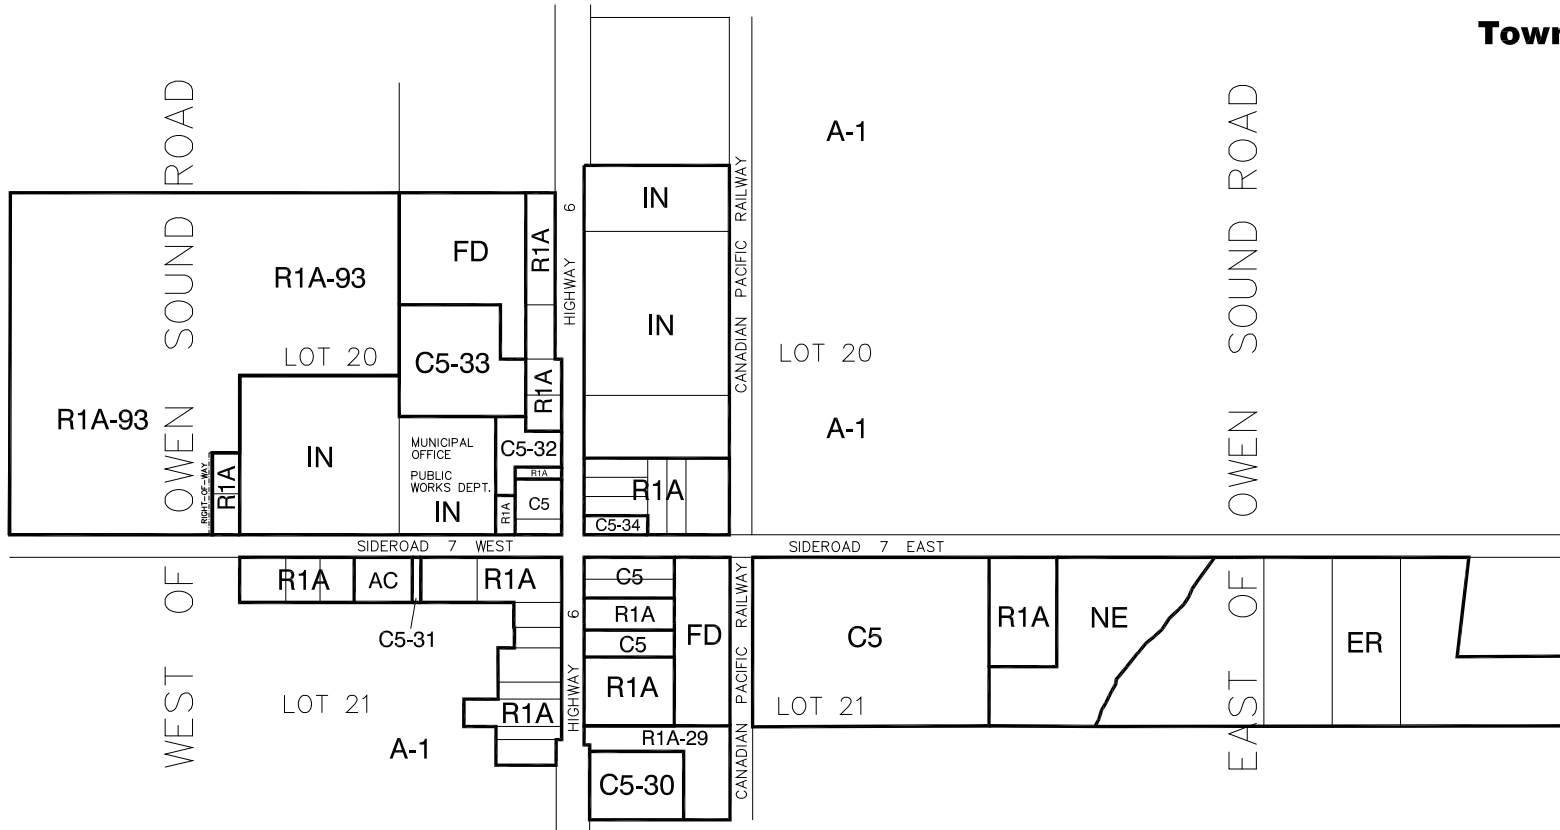 Town
WEST OF OWEN SOUND ROAD
EAST OF OWEN SOUND ROAD
A-1
IN
HIGHWAY 6
CANADIAN PACIFIC RAILWAY
R1A
FD
R1A-93
IN
LOT 20
LOT 20
C5-33
R1A
R1A-93
A-1
MUNICIPAL
OFFICE
C5-32
IN
PUBLIC
WORKS DEPT.
R1A
R1A
RIGHT-OF-WAY
R1A
C5
R1A
IN
C5-34
SIDEROAD 7 WEST
SIDEROAD 7 EAST
R1A
AC
R1A
C5
C5-31
HIGHWAY 6
R1A
CANADIAN PACIFIC RAILWAY
R1A
NE
FD
C5
C5
ER
R1A
LOT 21
LOT 21
R1A
R1A-29
A-1
C5-30